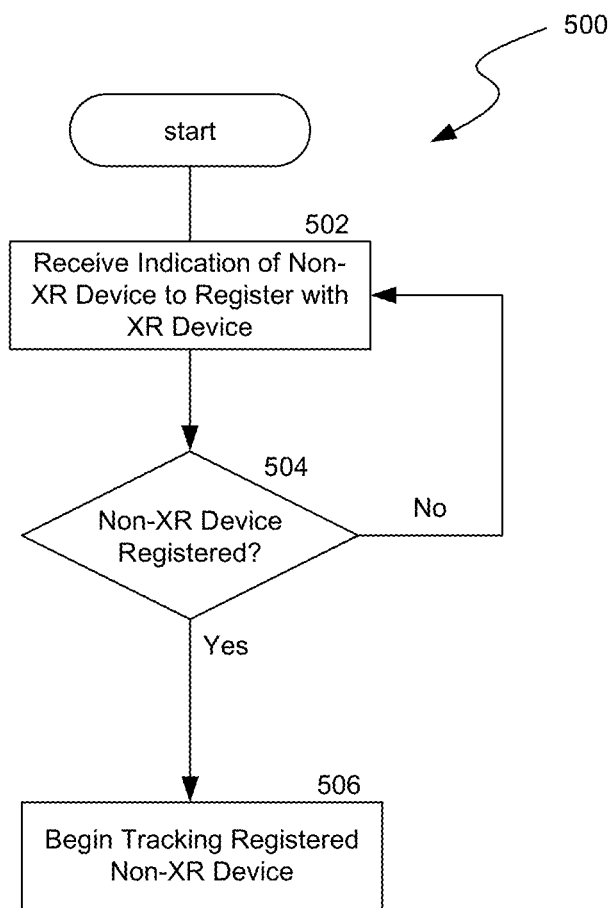 500
start
502
Receive Indication of Non-
XR Device to Register with
XR Device
504
Non-XR Device
Registered?
No
Yes
506
Begin Tracking Registered
Non-XR Device